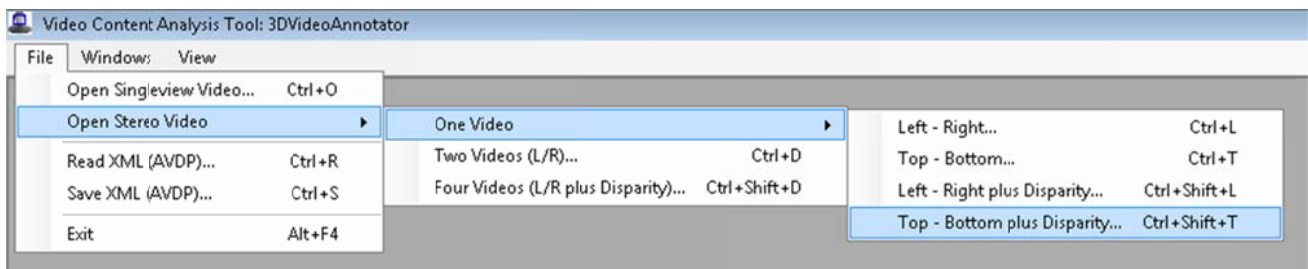 Video Content Analysis Tool: 3DVideoAnnotator
File Windows View
Open Singleview Video... Ctrl+O
Open Stereo Video
Read XML (AVDP)... Ctrl+R
Save XML (AVDP)... Ctrl+S
Exit Alt+F4
One Video
Two Videos (L/R)... Ctrl+D
Four Videos (L/R plus Disparity)... Ctrl+Shift+D
Left - Right... Ctrl+L
Top - Bottom... Ctrl+T
Left - Right plus Disparity... Ctrl+Shift+L
Top - Bottom plus Disparity... Ctrl+Shift+T